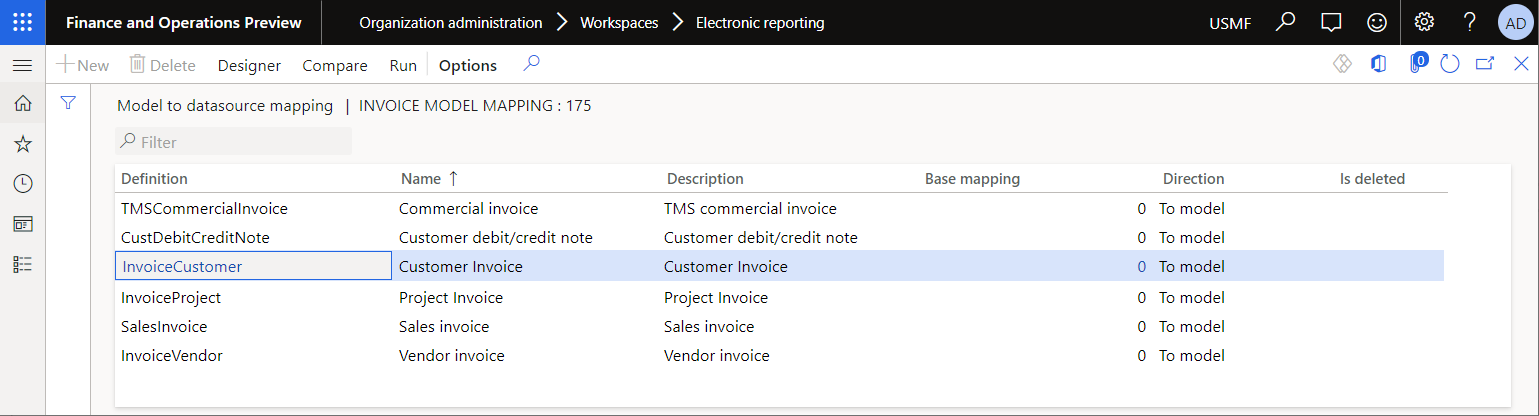 Finance and Operations Preview Organization administration Workspaces Electronic reporting USMF ? AD
New Delete Designer Compare Run Options 0
Model to datasource mapping | INVOICE MODEL MAPPING : 175
Filter
Definition Name ↑ Description Base mapping Direction Is deleted
TMSCommercialInvoice Commercial invoice TMS commercial invoice 0 To model
CustDebitCreditNote Customer debit/credit note Customer debit/credit note 0 To model
InvoiceCustomer Customer Invoice Customer Invoice 0 To model
InvoiceProject Project Invoice Project Invoice 0 To model
SalesInvoice Sales invoice Sales invoice 0 To model
InvoiceVendor Vendor invoice Vendor invoice 0 To model